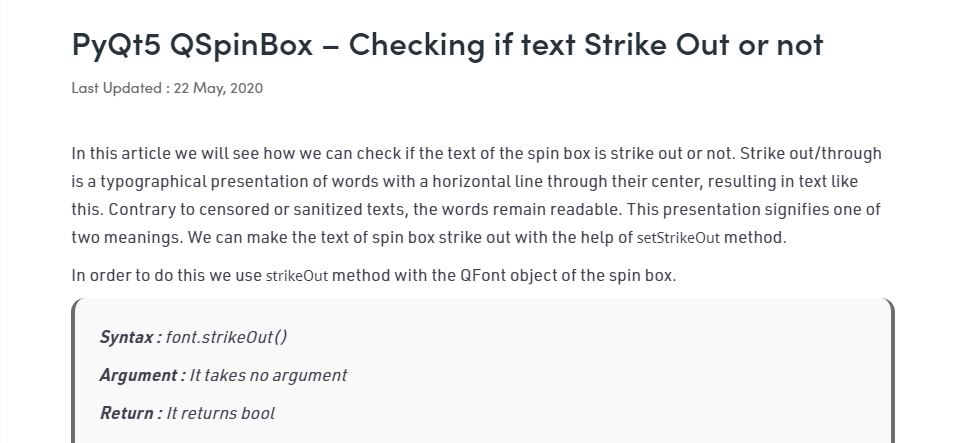 PyQt5 QSpinBox – Checking if text Strike Out or not
Last Updated : 22 May, 2020
In this article we will see how we can check if the text of the spin box is strike out or not. Strike out/through
is a typographical presentation of words with a horizontal line through their center, resulting in text like
this. Contrary to censored or sanitized texts, the words remain readable. This presentation signifies one of
two meanings. We can make the text of spin box strike out with the help of setStrikeOut method.
In order to do this we use strikeOut method with the QFont object of the spin box.
Syntax : font.strikeOut()
Argument : It takes no argument
Return : It returns bool